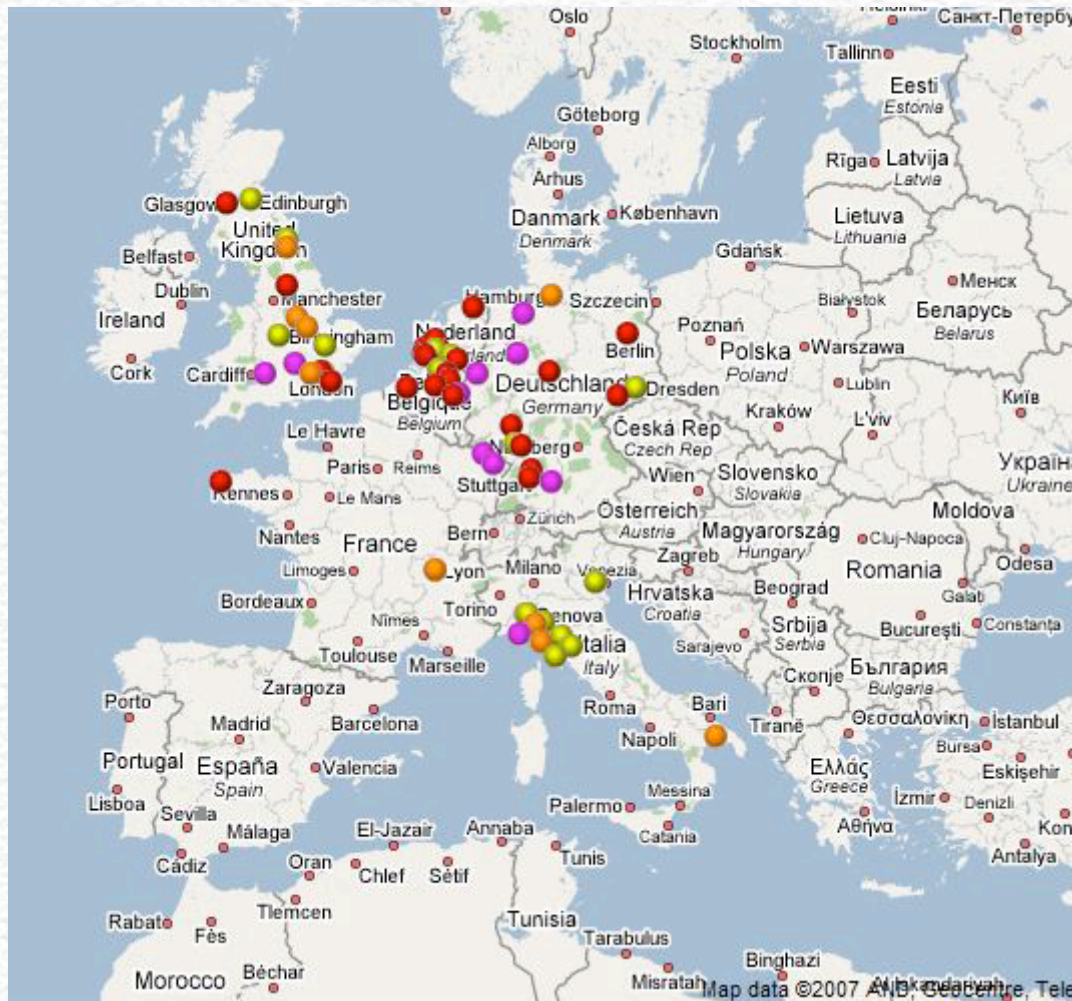 Oslo
Санкт-Петербу
Stockholm
Tallinn
Eesti
Estonia
Göteborg
Alborg
Århus
Rīga
Latvija
Latvia
Danmark
Denmark
København
Lietuva
Lithuania
Glasgow
Edinburgh
United
Kingdom
Belfast
Dublin
Ireland
Manchester
Gdańsk
Менск
Беларусь
Belarus
Hamburg
Szczecin
Białystok
Nederland
Berlin
Poznań
Polska
Poland
Warszawa
Cork
Cardiff
London
Deutschland
Germany
Dresden
Lublin
Belgique
Belgium
Kraków
L'viv
Київ
Le Havre
Česká Rep
Czech Rep
Paris
Reims
Wien
Slovensko
Slovakia
Україн
Ukraine
Stuttgart
Rennes
Le Mans
Österreich
Austria
Magyarország
Hungary
Moldova
Nantes
Bern
Zürich
France
Zagreb
Cluj-Napoca
Limoges
Lyon
Milano
Venezia
Hrvatska
Croatia
Beograd
Romania
Odesa
Galati
Bordeaux
Torino
Nîmes
Italia
Italy
Srbija
Serbia
București
Constanța
Toulouse
Marseille
Sarajevo
България
Bulgaria
Zaragoza
Скопје
Porto
Madrid
Barcelona
Roma
Bari
Tiranë
Θεσσαλονίκη
İstanbul
Napoli
Bursa
Portugal
España
Spain
Valencia
Ελλάς
Greece
Eskişehir
Lisboa
Messina
İzmir
Denizli
Sevilla
Palermo
Αθήνα
Kon
Málaga
El-Jazair
Annaba
Catania
Cádiz
Oran
Chlef
Sétif
Tunis
Antalya
Tlemcen
Rabat
Fès
Tunisia
Tarabulus
Binghazi
Morocco
Béchar
Misratah
Map data ©2007 AND, Geocentre, Tele